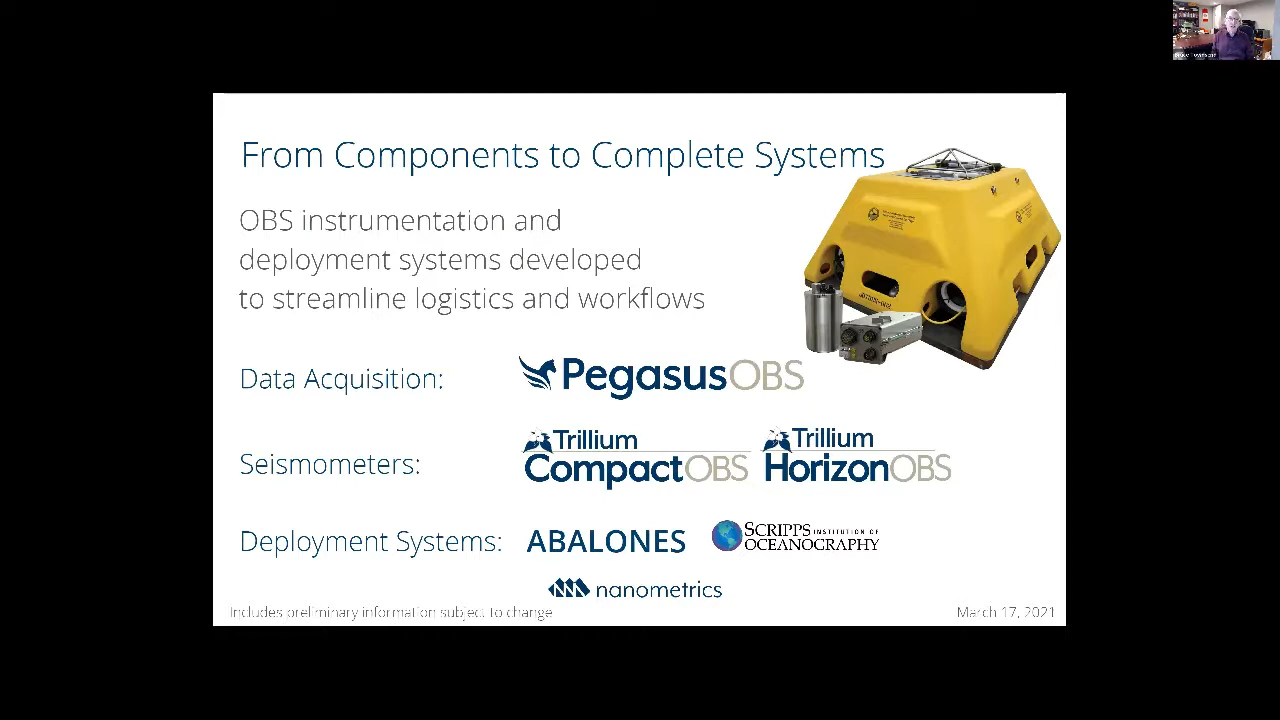 From Components to Complete Systems
OBS instrumentation and
deployment systems developed
to streamline logistics and workflows
Data Acquisition:
PegasusOBS
Seismometers:
Trillium
CompactOBS
Trillium
HorizonOBS
Deployment Systems:
ABALONES
SCRIPPS INSTITUTION OF
OCEANOGRAPHY
nanometrics
Includes preliminary information subject to change
March 17, 2021